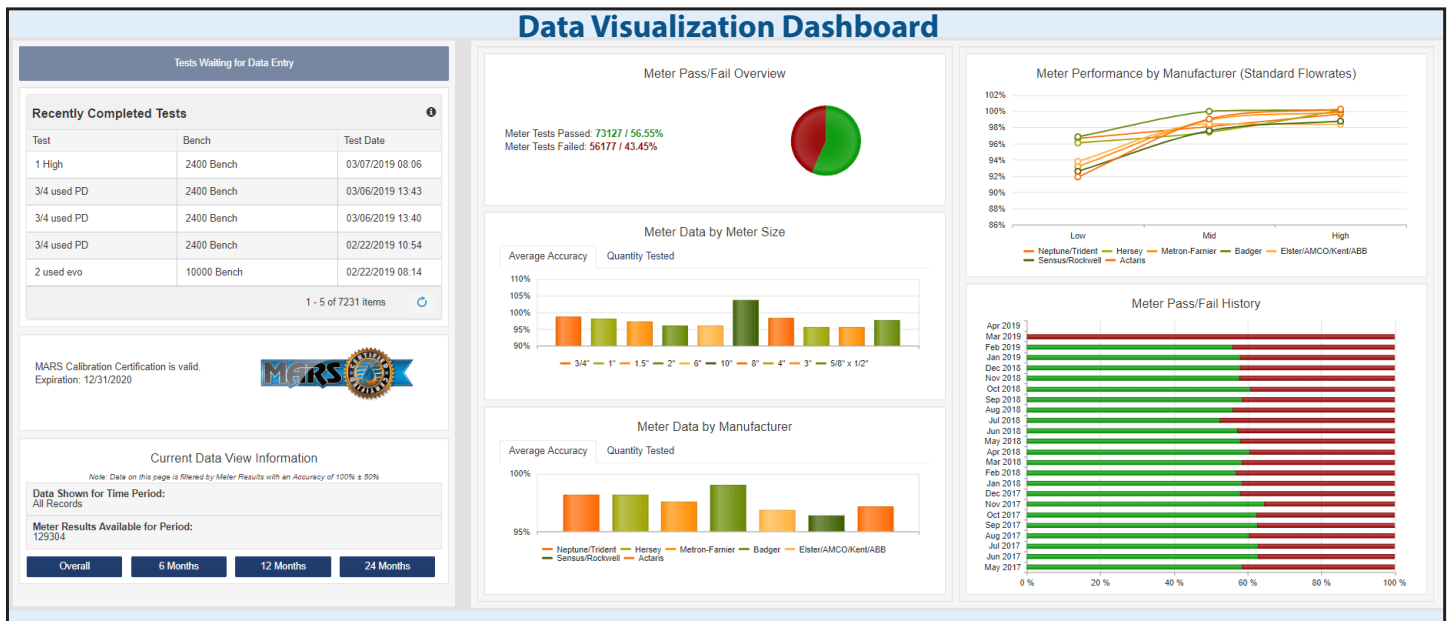 Data Visualization Dashboard
Tests Waiting for Data Entry
Recently Completed Tests
Test Bench Test Date
1 High 2400 Bench 03/07/2019 08:06
3/4 used PD 2400 Bench 03/06/2019 13:43
3/4 used PD 2400 Bench 03/06/2019 13:40
3/4 used PD 2400 Bench 02/22/2019 10:54
2 used evo 10000 Bench 02/22/2019 08:14
1 - 5 of 7231 items
MARS Calibration Certification is valid.
Expiration: 12/31/2020
MARS
CERTIFIED
CERTIFIED
Current Data View Information
Note: Data on this page is filtered by Meter Results with an Accuracy of 100% ± 50%
Data Shown for Time Period:
All Records
Meter Results Available for Period:
129304
Overall 6 Months 12 Months 24 Months
Meter Pass/Fail Overview
Meter Tests Passed: 73127 / 56.55%
Meter Tests Failed: 56177 / 43.45%
Meter Data by Meter Size
Average Accuracy Quantity Tested
110%
105%
100%
95%
90%
3/4" 1" 1.5" 2" 6" 10" 8" 4" 3" 5/8" x 1/2"
Meter Data by Manufacturer
Average Accuracy Quantity Tested
100%
95%
Neptune/Trident Hersey Metron-Farnier Badger Elster/AMCO/Kent/ABB
Sensus/Rockwell Actaris
Meter Performance by Manufacturer (Standard Flowrates)
102%
100%
98%
96%
94%
92%
90%
88%
86%
Low Mid High
Neptune/Trident Hersey Metron-Farnier Badger Elster/AMCO/Kent/ABB
Sensus/Rockwell Actaris
Meter Pass/Fail History
Apr 2019
Mar 2019
Feb 2019
Jan 2019
Dec 2018
Nov 2018
Oct 2018
Sep 2018
Aug 2018
Jul 2018
Jun 2018
May 2018
Apr 2018
Mar 2018
Feb 2018
Jan 2018
Dec 2017
Nov 2017
Oct 2017
Sep 2017
Aug 2017
Jul 2017
Jun 2017
May 2017
0 % 20 % 40 % 60 % 80 % 100 %